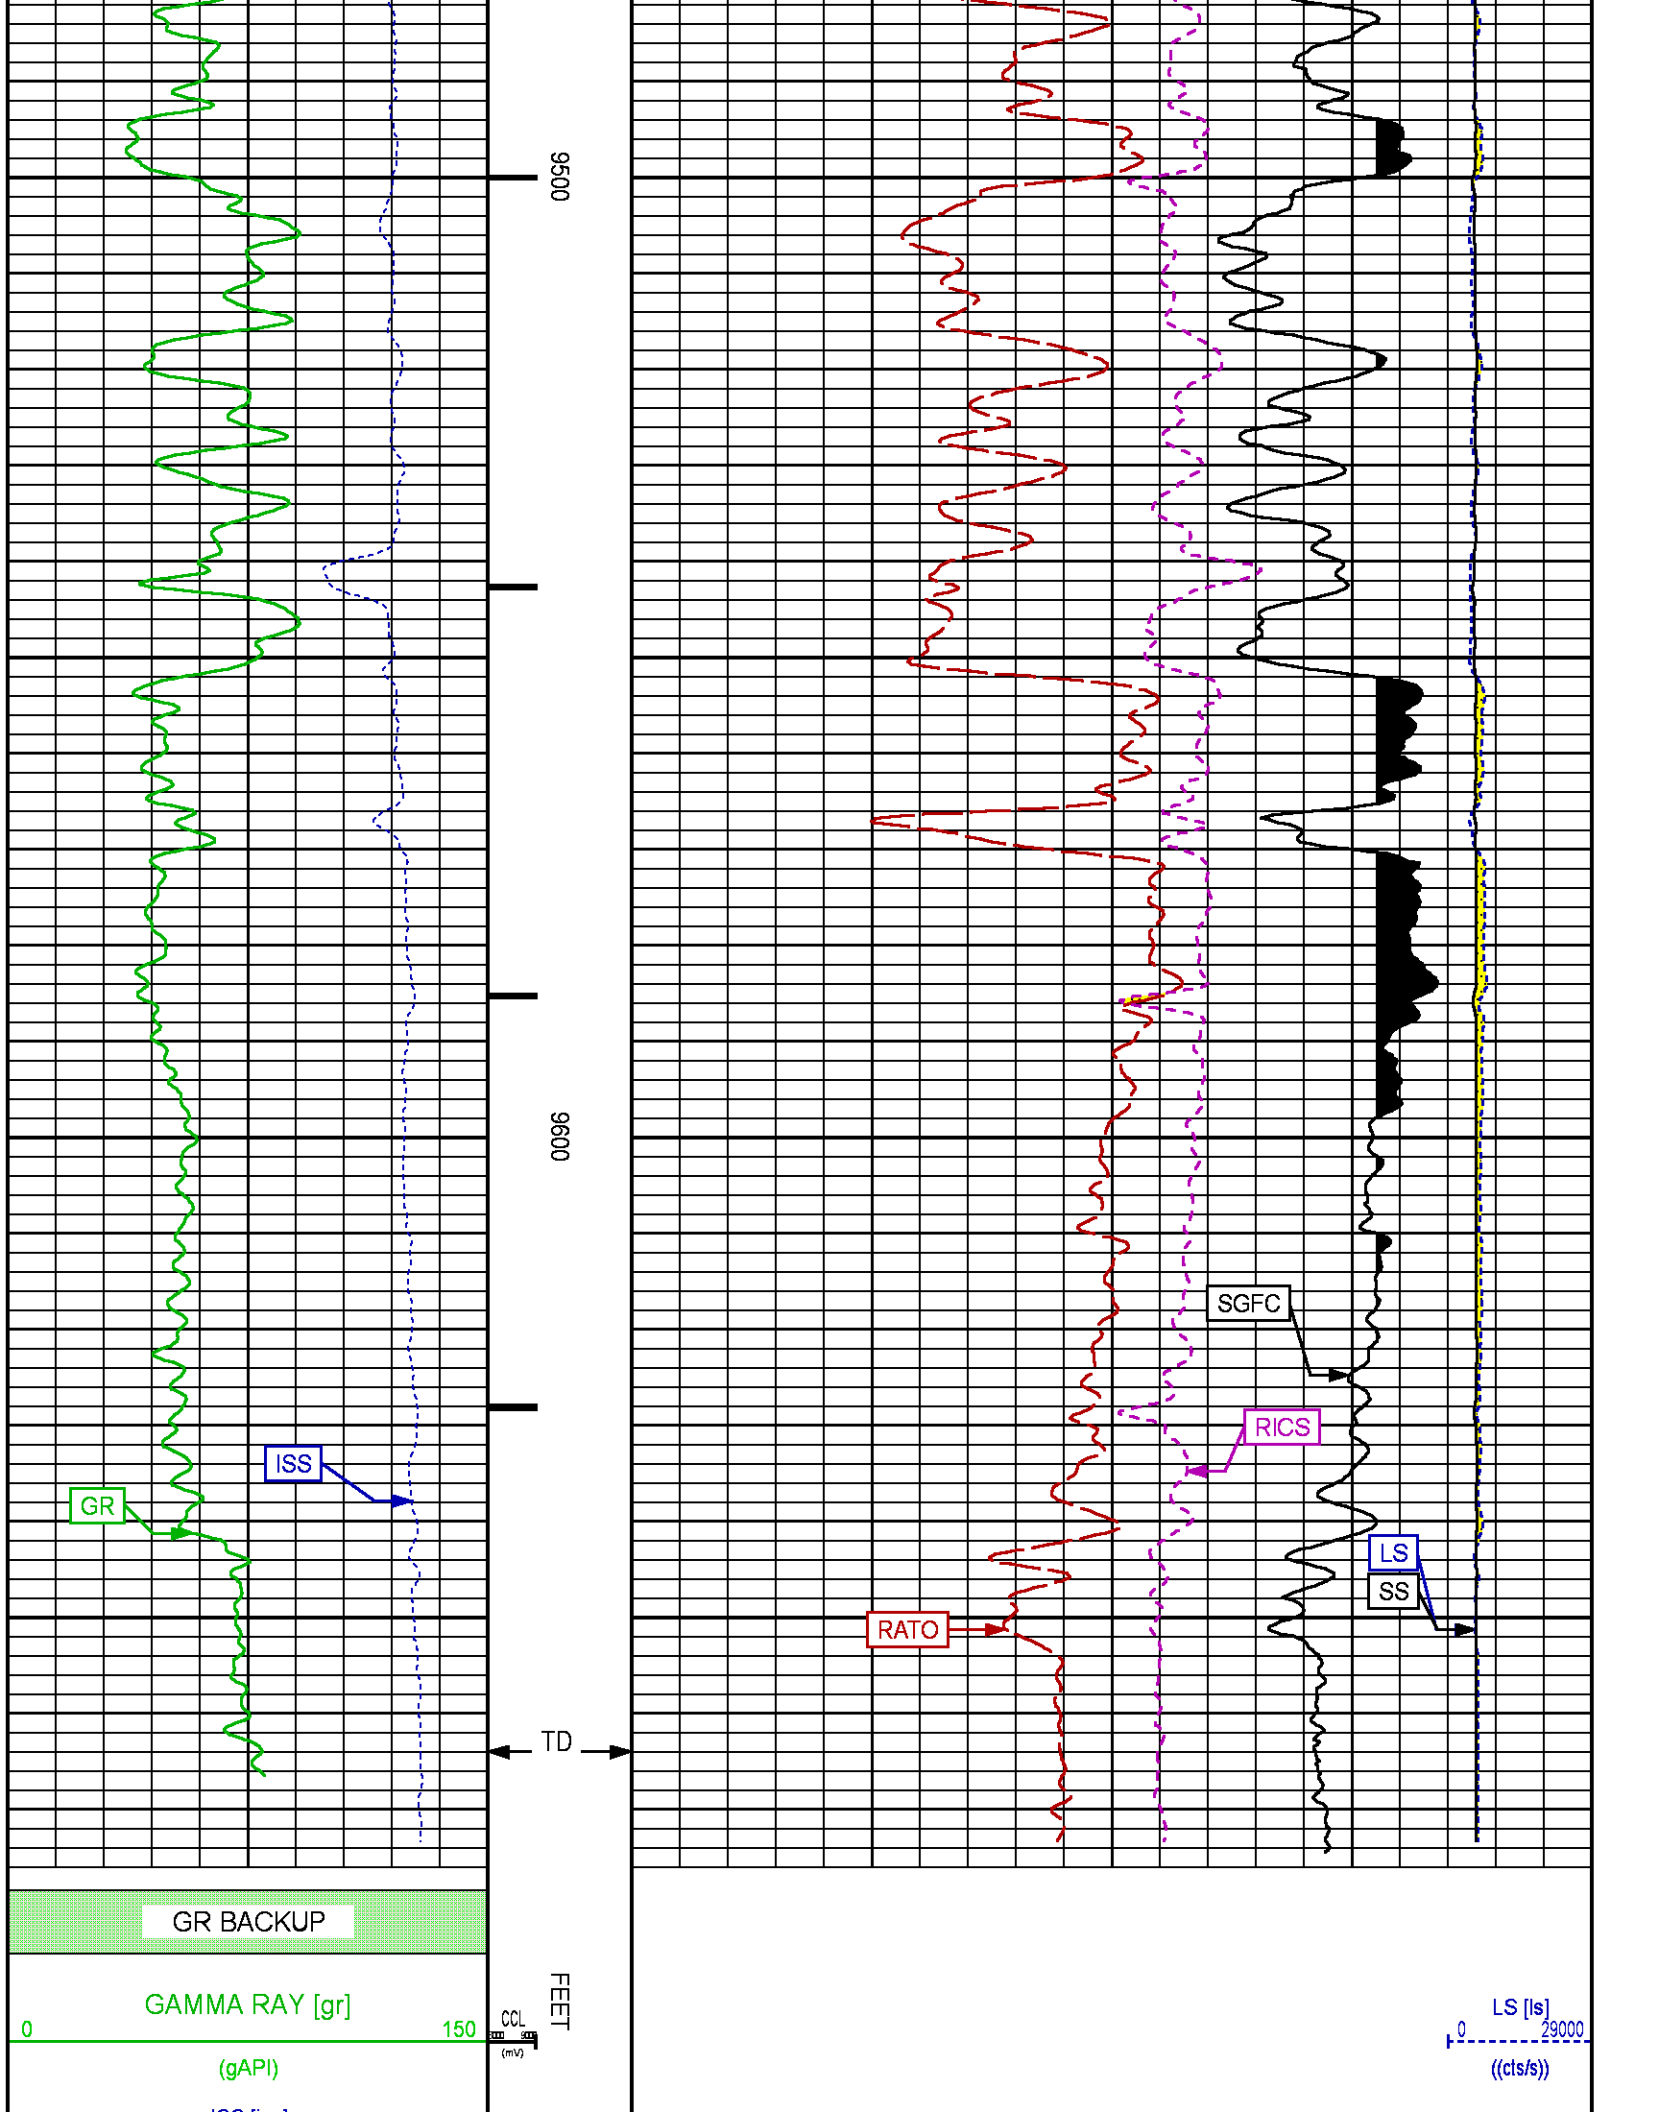 9500
9600
SGFC
RICS
ISS
GR
LS
SS
RATO
TD
GR BACKUP
FEET
GAMMA RAY [gr]
0 150
(gAPI)
CCL
(mV)
LS [ls]
0 29000
((cts/s))